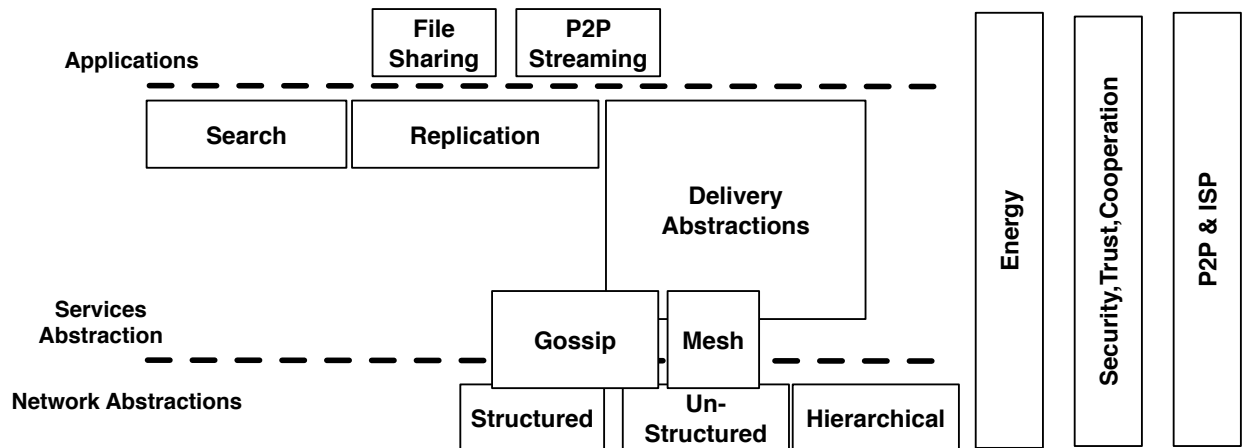 File
Sharing
P2P
Streaming
Applications
Search
Replication
Delivery
Abstractions
Services
Abstraction
Gossip
Mesh
Network Abstractions
Structured
Un-
Structured
Hierarchical
Energy
Security,Trust,Cooperation
P2P & ISP